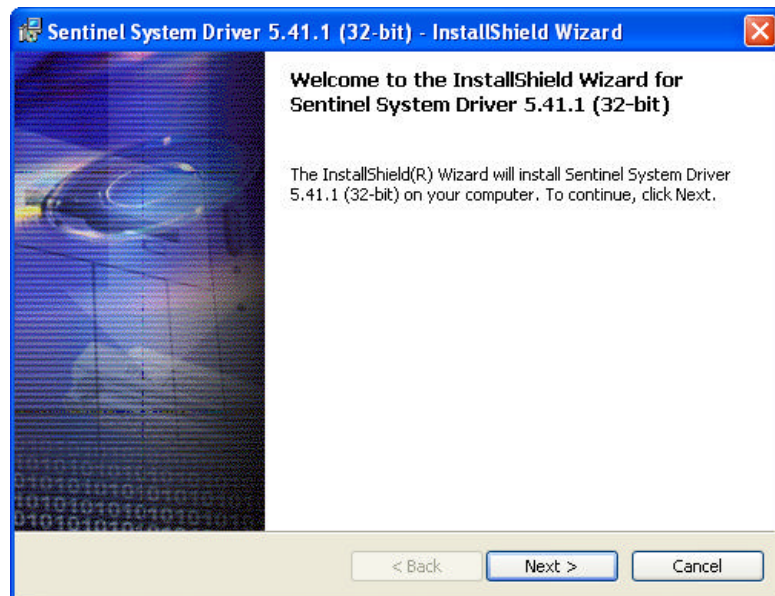 Sentinel System Driver 5.41.1 (32-bit) - InstallShield Wizard
Welcome to the InstallShield Wizard for
Sentinel System Driver 5.41.1 (32-bit)
The InstallShield(R) Wizard will install Sentinel System Driver
5.41.1 (32-bit) on your computer. To continue, click Next.
< Back
Next >
Cancel